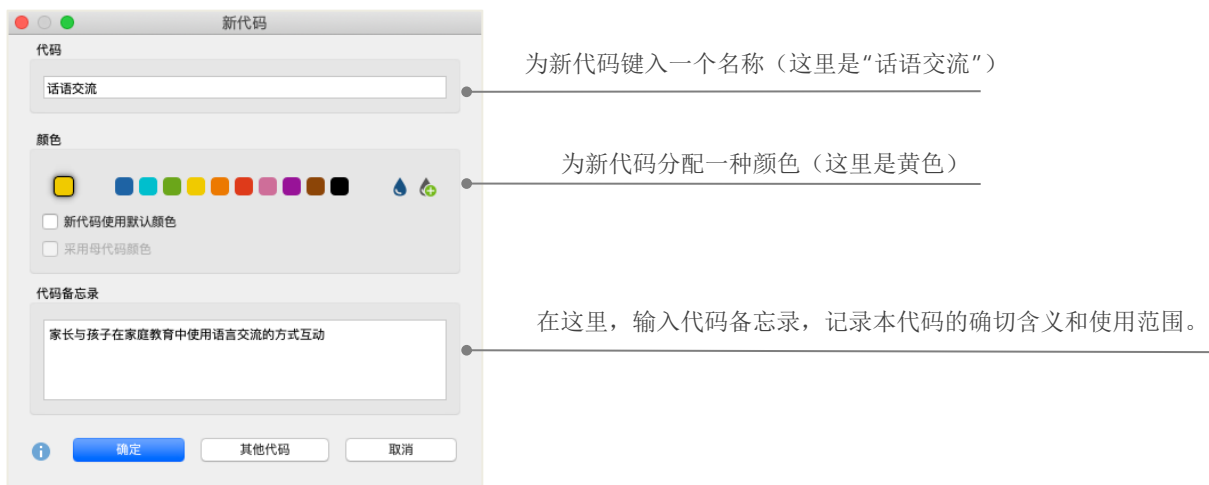 新代码
代码
为新代码键入一个名称（这里是“话语交流”）
话语交流
颜色
为新代码分配一种颜色（这里是黄色）
新代码使用默认颜色
采用母代码颜色
代码备忘录
在这里，输入代码备忘录，记录本代码的确切含义和使用范围。
家长与孩子在家庭教育中使用语言交流的方式互动
确定
其他代码
取消